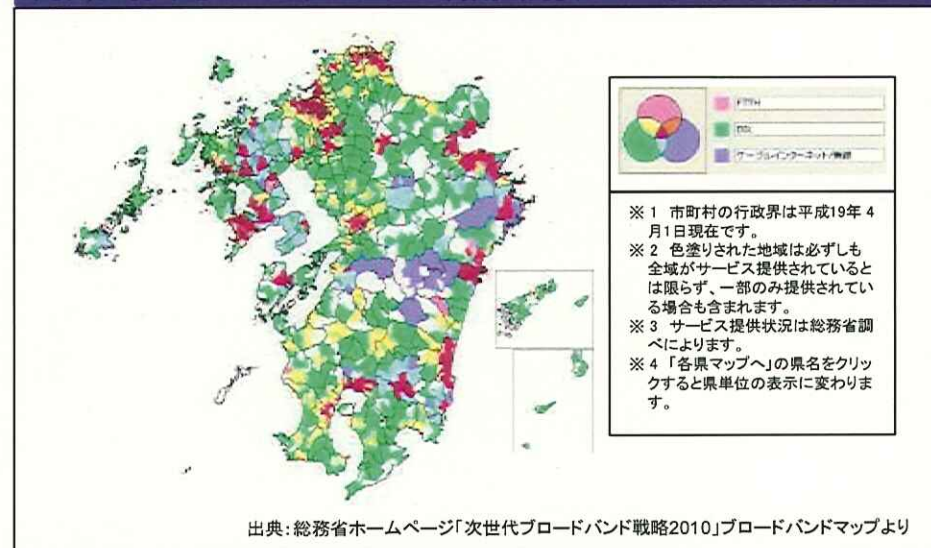 FTTH
DSL
ケーブルインターネット/無線
※1 市町村の行政界は平成19年4
月1日現在です。
※2 色塗りされた地域は必ずしも
全域がサービス提供されていると
は限らず、一部のみ提供されてい
る場合も含まれます。
※3 サービス提供状況は総務省調
べによります。
※4 「各県マップへ」の県名をクリッ
クすると県単位の表示に変わりま
す。
出典：総務省ホームページ「次世代ブロードバンド戦略2010」ブロードバンドマップより